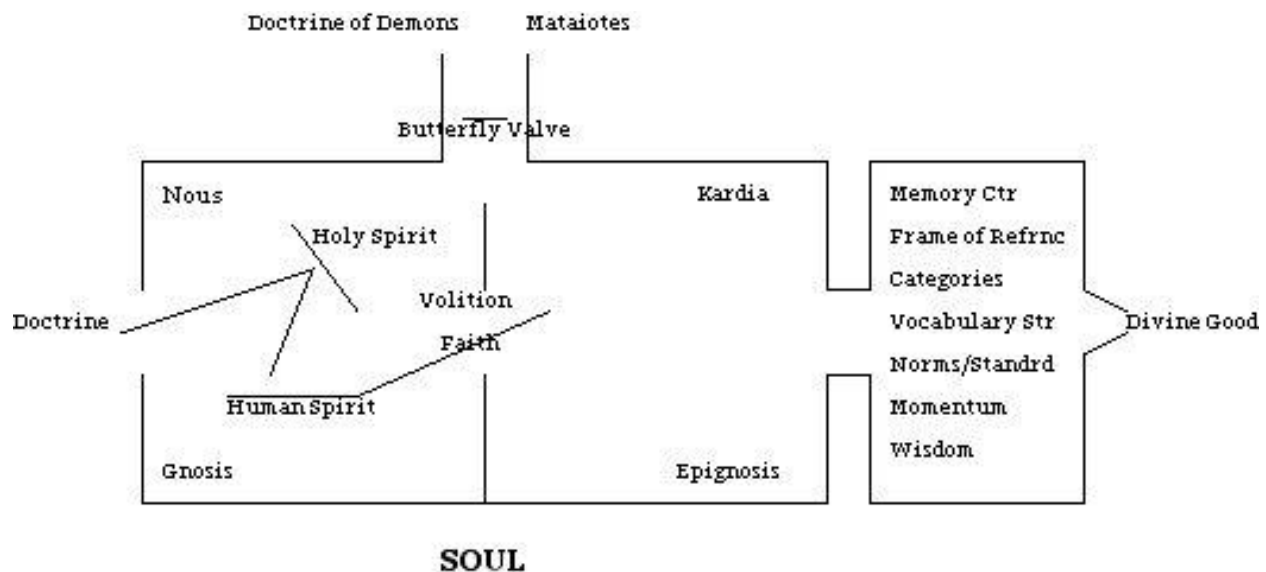 Doctrine of Demons
Mataiotes
Butterfly Valve
Nous
Kardia
Memory Ctr
Holy Spirit
Frame of Refrnc
Categories
Volition
Doctrine
Faith
Vocabulary Str
Divine Good
Norms/Standrd
Human Spirit
Momentum
Wisdom
Gnosis
Epignosis
SOUL